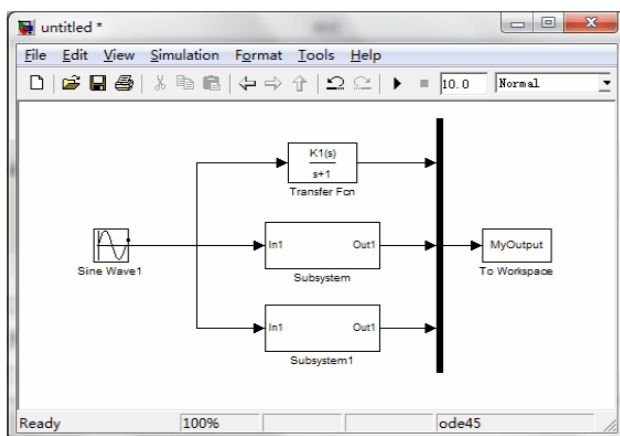 untitled *
File Edit View Simulation Format Tools Help
10.0 Normal
K1(s)
s+1
Transfer Fcn
Sine Wave1
In1 Out1
Subsystem
MyOutput
To Workspace
In1 Out1
Subsystem1
Ready 100% ode45